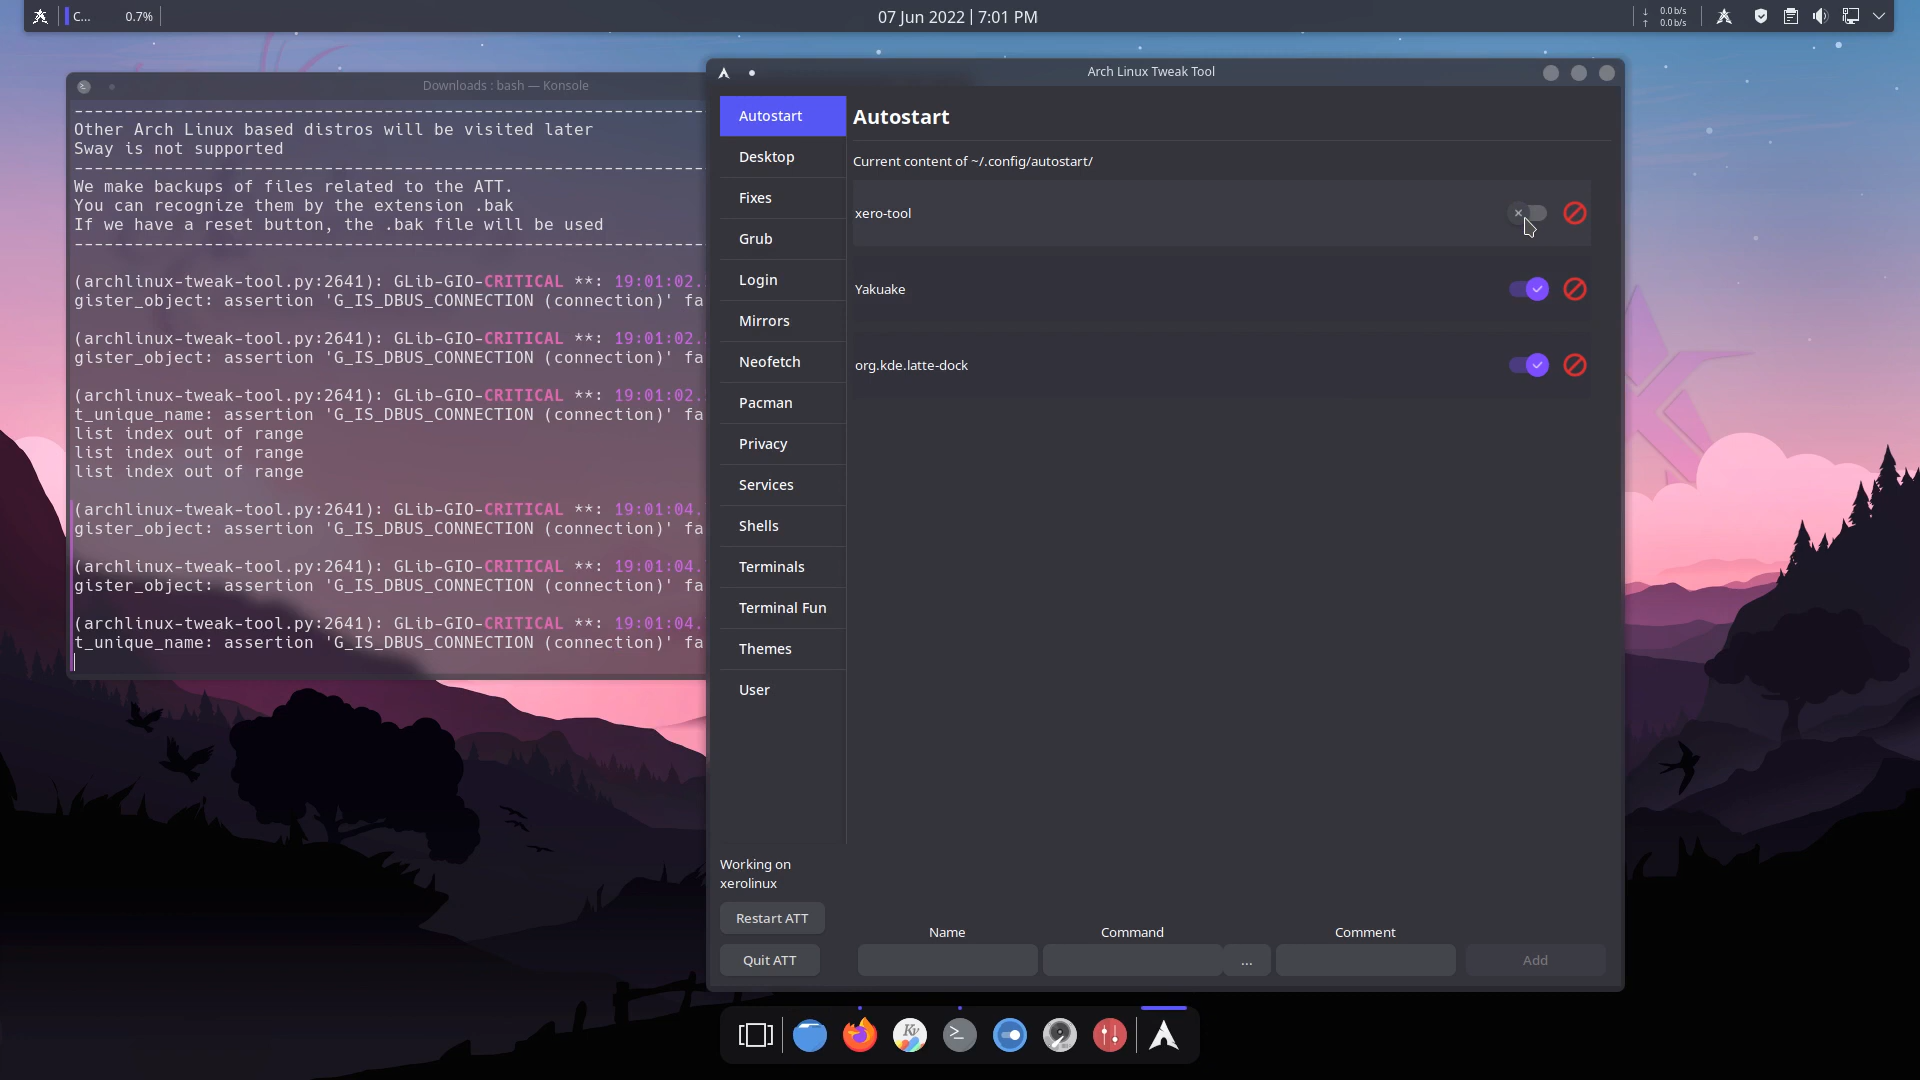 C...
0.7%
07 Jun 2022 | 7:01 PM
↓ 0.0 b/s
↑ 0.0 b/s
Downloads : bash — Konsole
--------------------------------------------------------------
Other Arch Linux based distros will be visited later
Sway is not supported
--------------------------------------------------------------
We make backups of files related to the ATT.
You can recognize them by the extension .bak
If we have a reset button, the .bak file will be used
--------------------------------------------------------------
(archlinux-tweak-tool.py:2641): GLib-GIO-CRITICAL **: 19:01:02.
gister_object: assertion 'G_IS_DBUS_CONNECTION (connection)' fa
(archlinux-tweak-tool.py:2641): GLib-GIO-CRITICAL **: 19:01:02.
gister_object: assertion 'G_IS_DBUS_CONNECTION (connection)' fa
(archlinux-tweak-tool.py:2641): GLib-GIO-CRITICAL **: 19:01:02.
t_unique_name: assertion 'G_IS_DBUS_CONNECTION (connection)' fa
list index out of range
list index out of range
list index out of range
(archlinux-tweak-tool.py:2641): GLib-GIO-CRITICAL **: 19:01:04.
gister_object: assertion 'G_IS_DBUS_CONNECTION (connection)' fa
(archlinux-tweak-tool.py:2641): GLib-GIO-CRITICAL **: 19:01:04.
gister_object: assertion 'G_IS_DBUS_CONNECTION (connection)' fa
(archlinux-tweak-tool.py:2641): GLib-GIO-CRITICAL **: 19:01:04.
t_unique_name: assertion 'G_IS_DBUS_CONNECTION (connection)' fa
Arch Linux Tweak Tool
Autostart
Desktop
Fixes
Grub
Login
Mirrors
Neofetch
Pacman
Privacy
Services
Shells
Terminals
Terminal Fun
Themes
User
Working on
xerolinux
Restart ATT
Quit ATT
Autostart
Current content of ~/.config/autostart/
xero-tool
Yakuake
org.kde.latte-dock
Name
Command
Comment
...
Add
Kv